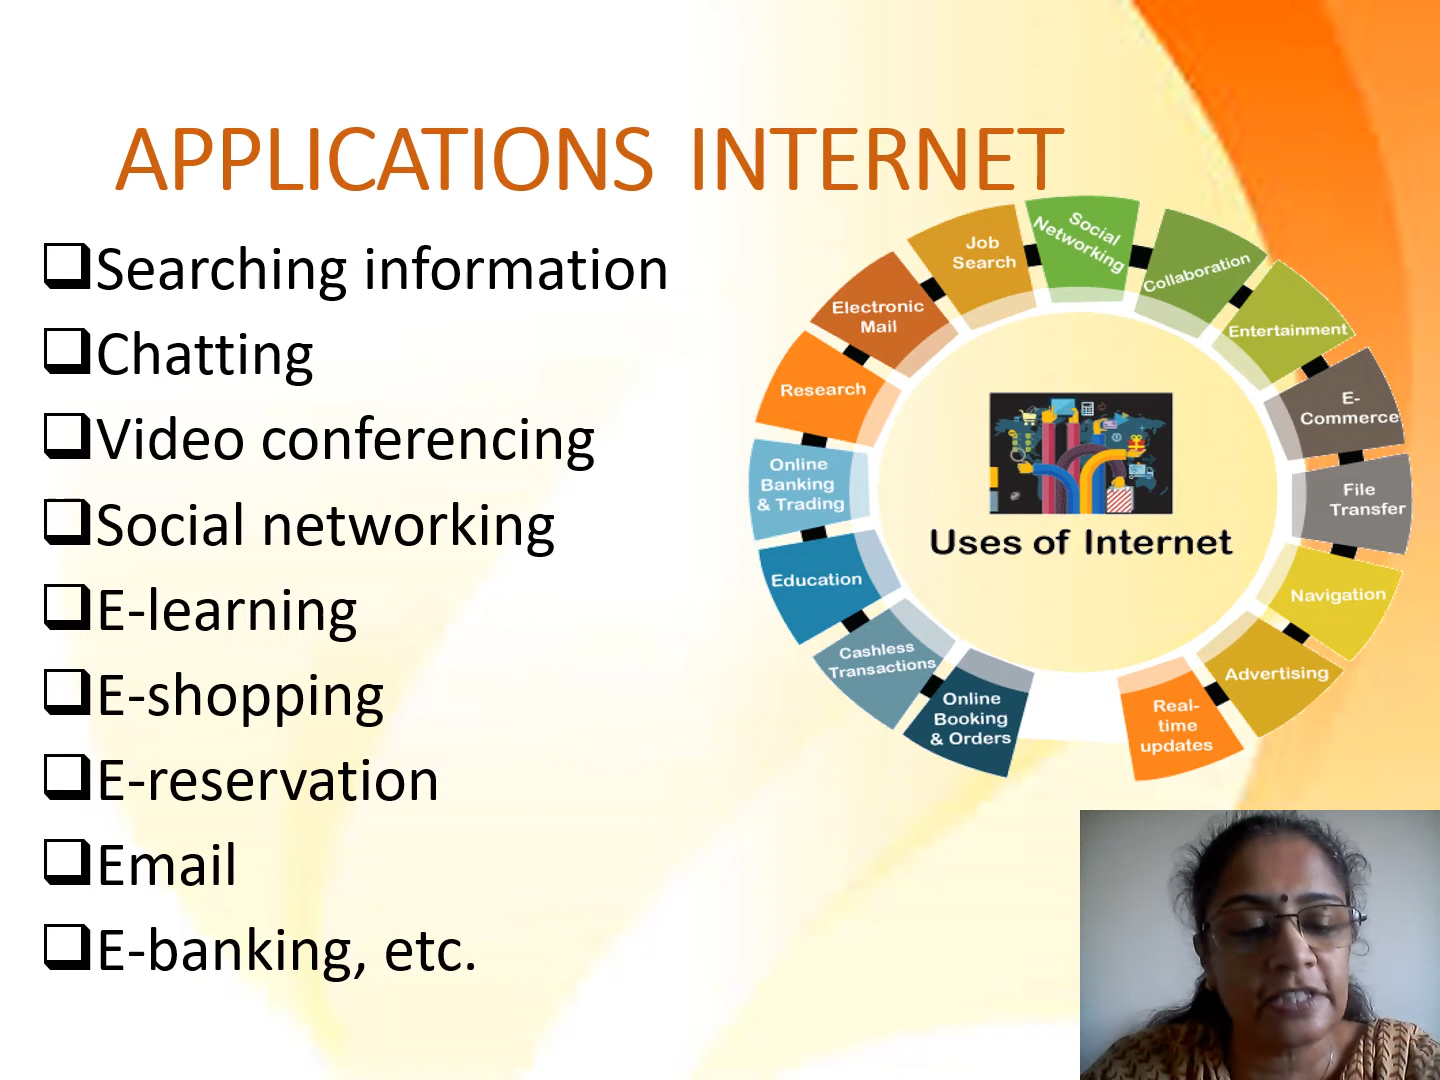 APPLICATIONS INTERNET
Searching information
Chatting
Video conferencing
Social networking
E-learning
E-shopping
E-reservation
Email
E-banking, etc.
Social
Networking
Collaboration
Entertainment
E-
Commerce
File
Transfer
Navigation
Advertising
Real-
time
updates
Online
Booking
& Orders
Cashless
Transactions
Education
Online
Banking
& Trading
Research
Electronic
Mail
Job
Search
Uses of Internet